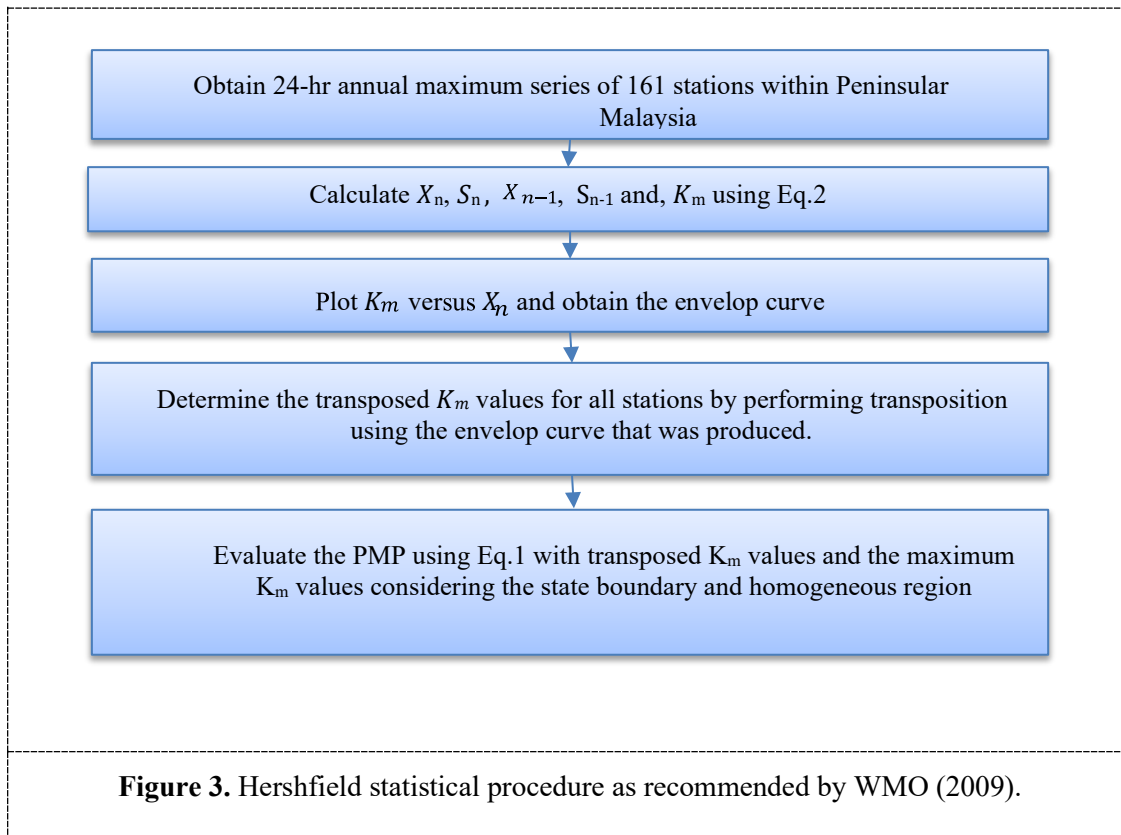 Obtain 24-hr annual maximum series of 161 stations within Peninsular
Malaysia
Calculate Xn, Sn, Xn−1, Sn-1 and, Km using Eq.2
Plot Km versus Xn and obtain the envelop curve
Determine the transposed Km values for all stations by performing transposition
using the envelop curve that was produced.
Evaluate the PMP using Eq.1 with transposed Km values and the maximum
Km values considering the state boundary and homogeneous region
Figure 3. Hershfield statistical procedure as recommended by WMO (2009).